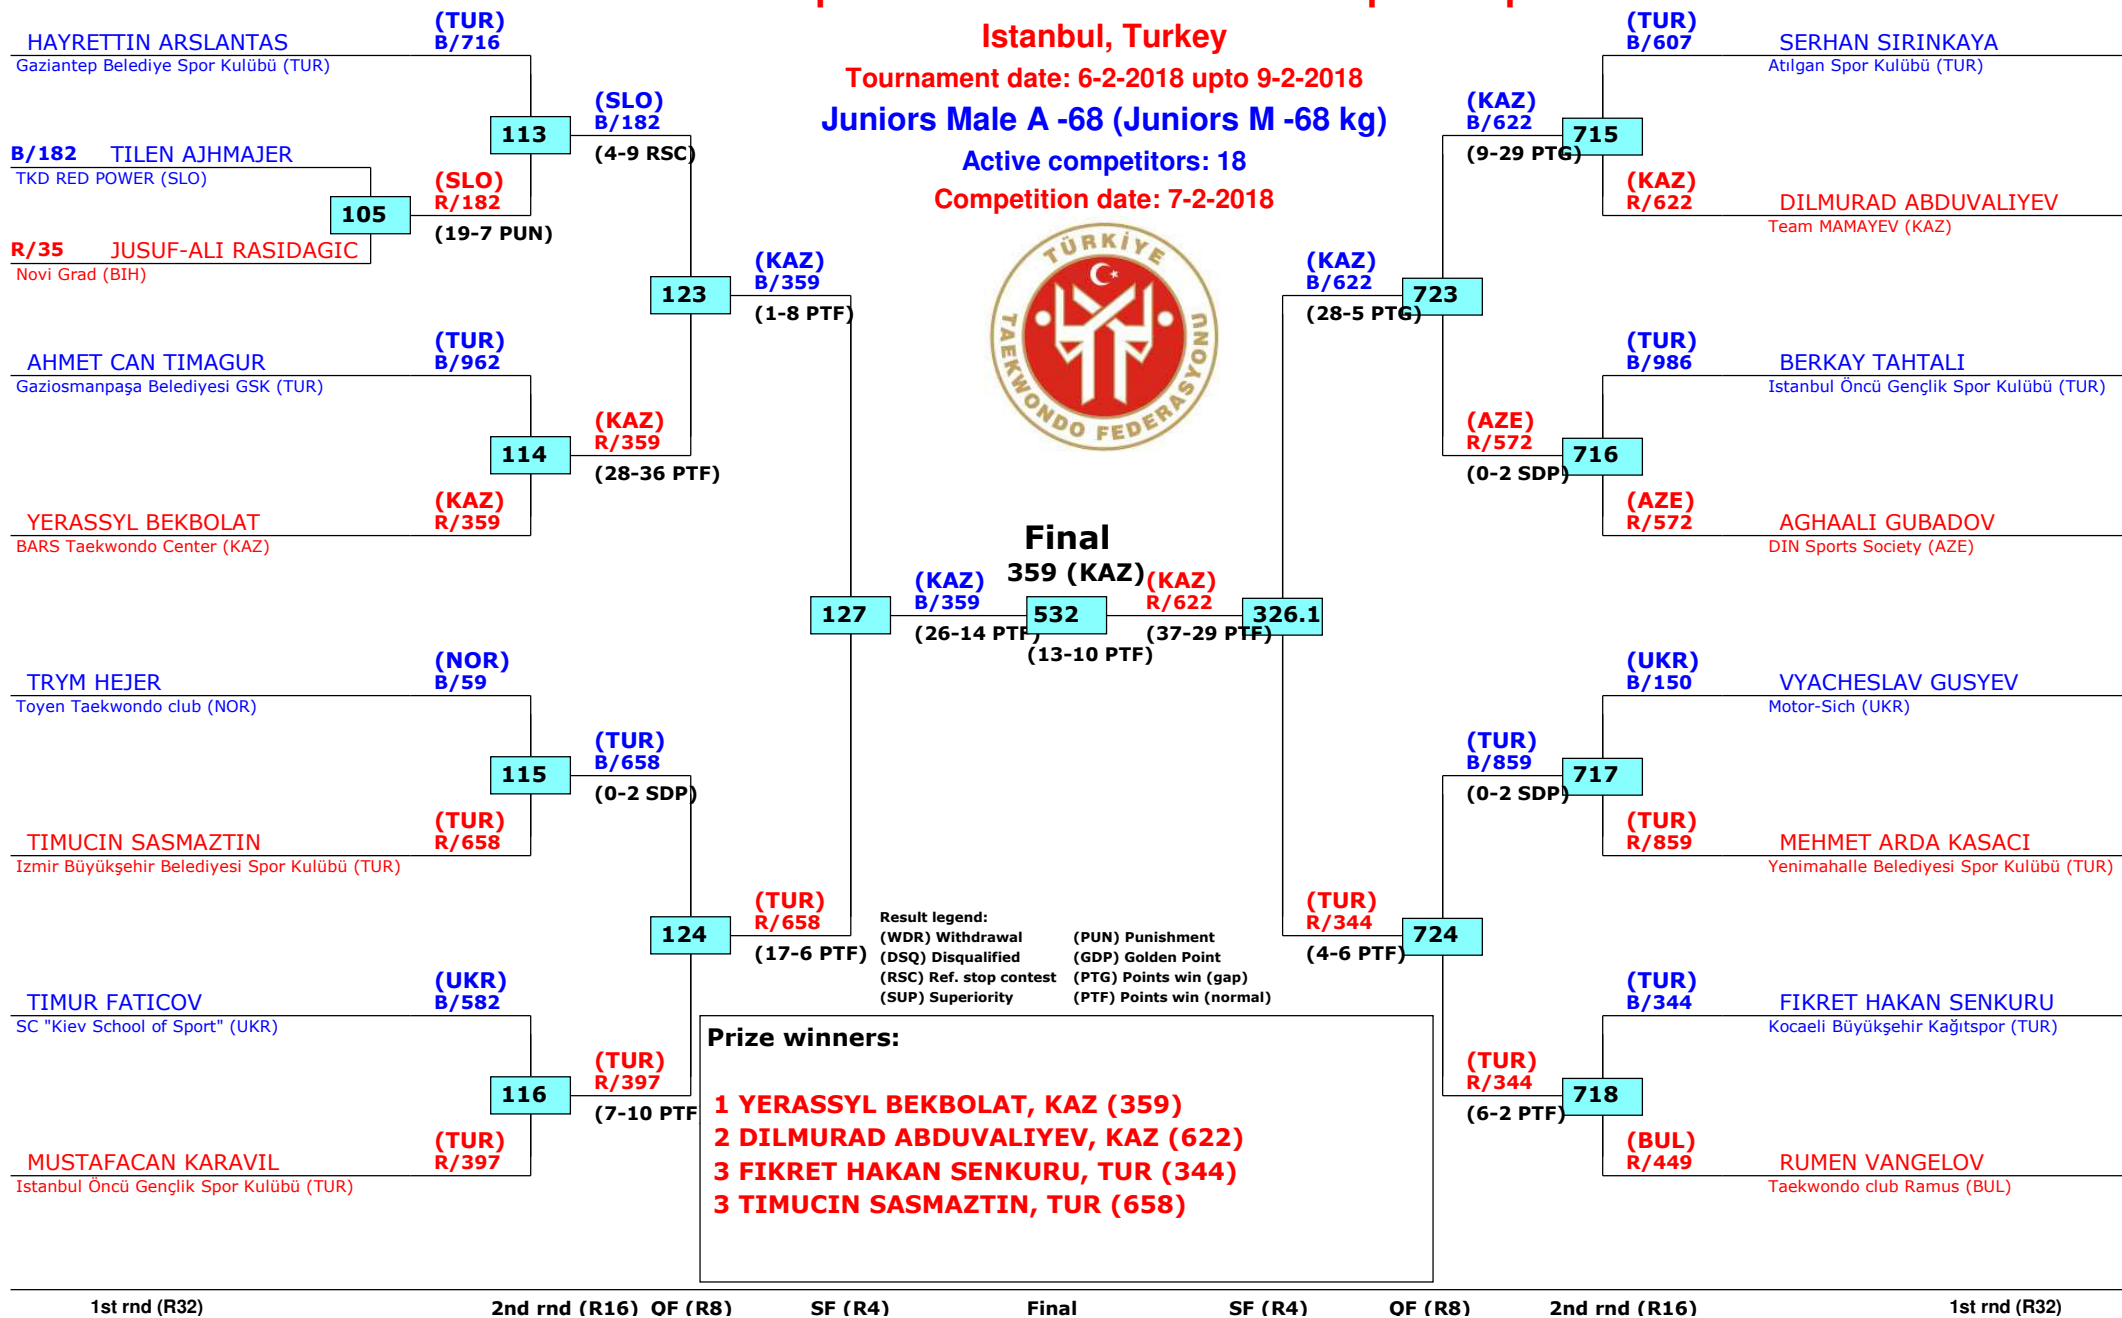 Istanbul, Turkey
Tournament date: 6-2-2018 upto 9-2-2018
Juniors Male A -68 (Juniors M -68 kg)
Active competitors: 18
Competition date: 7-2-2018
TÜRKİYE
TAEKWONDO FEDERASYONU
HAYRETTIN ARSLANTAS
Gaziantep Belediye Spor Kulübü (TUR)
(TUR)
B/716
B/182 TILEN AJHMAJER
TKD RED POWER (SLO)
R/35 JUSUF-ALI RASIDAGIC
Novi Grad (BIH)
105
(SLO)
R/182
(19-7 PUN)
113
(SLO)
B/182
(4-9 RSC)
AHMET CAN TIMAGUR
Gaziosmanpaşa Belediyesi GSK (TUR)
(TUR)
B/962
YERASSYL BEKBOLAT
BARS Taekwondo Center (KAZ)
(KAZ)
R/359
114
(KAZ)
R/359
(28-36 PTF)
123
(KAZ)
B/359
(1-8 PTF)
TRYM HEJER
Toyen Taekwondo club (NOR)
(NOR)
B/59
TIMUCIN SASMAZTIN
Izmir Büyükşehir Belediyesi Spor Kulübü (TUR)
(TUR)
R/658
115
(TUR)
B/658
(0-2 SDP)
TIMUR FATICOV
SC "Kiev School of Sport" (UKR)
(UKR)
B/582
MUSTAFACAN KARAVIL
Istanbul Öncü Gençlik Spor Kulübü (TUR)
(TUR)
R/397
116
(TUR)
R/397
(7-10 PTF
124
(TUR)
R/658
(17-6 PTF)
127
(KAZ)
B/359
(26-14 PTF)
Final
359 (KAZ)
532
(13-10 PTF)
(KAZ)
R/622
(37-29 PTF)
326.1
(KAZ)
B/622
(28-5 PTG)
723
(KAZ)
B/622
(9-29 PTG)
715
(TUR)
B/607
SERHAN SIRINKAYA
Atılgan Spor Kulübü (TUR)
(KAZ)
R/622
DILMURAD ABDUVALIYEV
Team MAMAYEV (KAZ)
(AZE)
R/572
(0-2 SDP)
716
(TUR)
B/986
BERKAY TAHTALI
Istanbul Öncü Gençlik Spor Kulübü (TUR)
(AZE)
R/572
AGHAALI GUBADOV
DIN Sports Society (AZE)
(TUR)
R/344
(4-6 PTF)
724
(TUR)
B/859
(0-2 SDP)
717
(UKR)
B/150
VYACHESLAV GUSYEV
Motor-Sich (UKR)
(TUR)
R/859
MEHMET ARDA KASACI
Yenimahalle Belediyesi Spor Kulübü (TUR)
(TUR)
R/344
(6-2 PTF)
718
(TUR)
B/344
FIKRET HAKAN SENKURU
Kocaeli Büyükşehir Kağıtspor (TUR)
(BUL)
R/449
RUMEN VANGELOV
Taekwondo club Ramus (BUL)
Result legend:
(WDR) Withdrawal (PUN) Punishment
(DSQ) Disqualified (GDP) Golden Point
(RSC) Ref. stop contest (PTG) Points win (gap)
(SUP) Superiority (PTF) Points win (normal)
Prize winners:
1 YERASSYL BEKBOLAT, KAZ (359)
2 DILMURAD ABDUVALIYEV, KAZ (622)
3 FIKRET HAKAN SENKURU, TUR (344)
3 TIMUCIN SASMAZTIN, TUR (658)
1st rnd (R32) 2nd rnd (R16) QF (R8) SF (R4) Final SF (R4) QF (R8) 2nd rnd (R16) 1st rnd (R32)